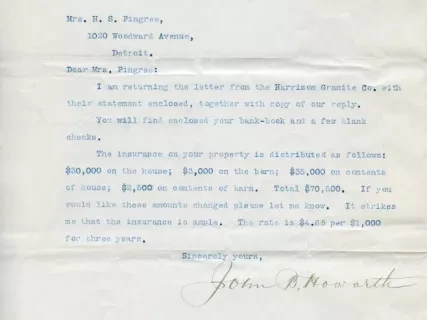 Mrs. H. S. Pingree,
1020 Woodward Avenue,
Detroit.
Dear Mrs. Pingree:
I am returning the letter from the Harrison Granite Co. with
their statement enclosed, together with copy of our reply.
You will find enclosed your bank-book and a few blank
checks.
The insurance on your property is distributed as follows:
$30,000 on the house; $3,000 on the barn; $35,000 on contents
of house; $2,500 on contents of barn. Total $70,500. If you
would like these amounts changed please let me know. It strikes
me that the insurance is ample. The rate is $4.65 per $1,000
for three years.
Sincerely yours,
John B. Howarth